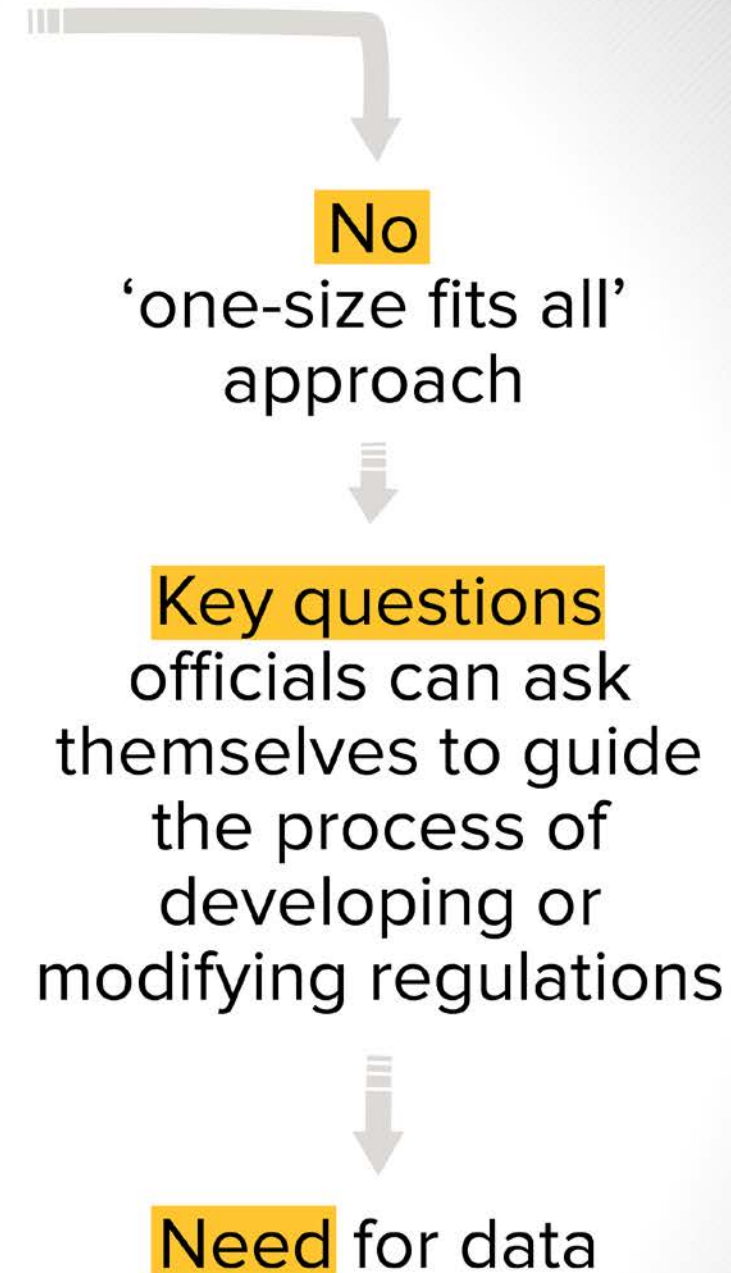 No
‘one-size fits all’
approach
Key questions
officials can ask
themselves to guide
the process of
developing or
modifying regulations
Need for data